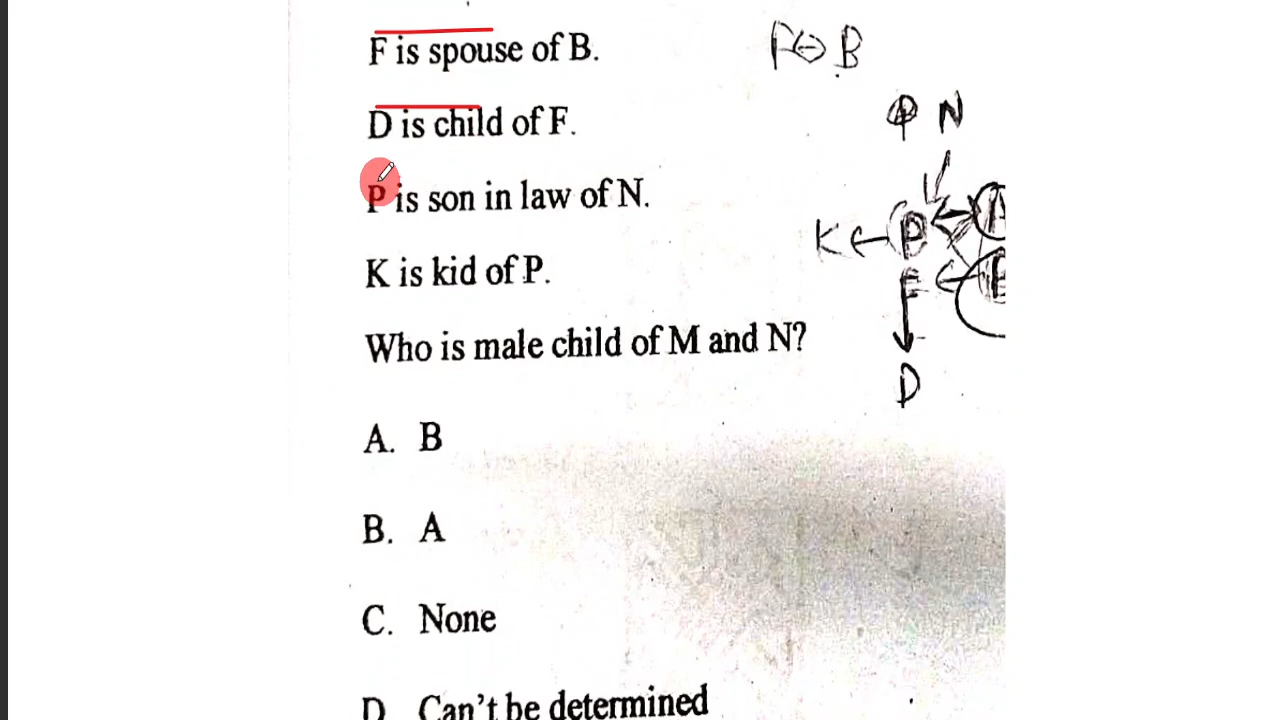 F is spouse of B.
F B
D is child of F.
N
P is son in law of N.
K P
K is kid of P.
F
Who is male child of M and N?
D
A. B
B. A
C. None
D. Can't be determined